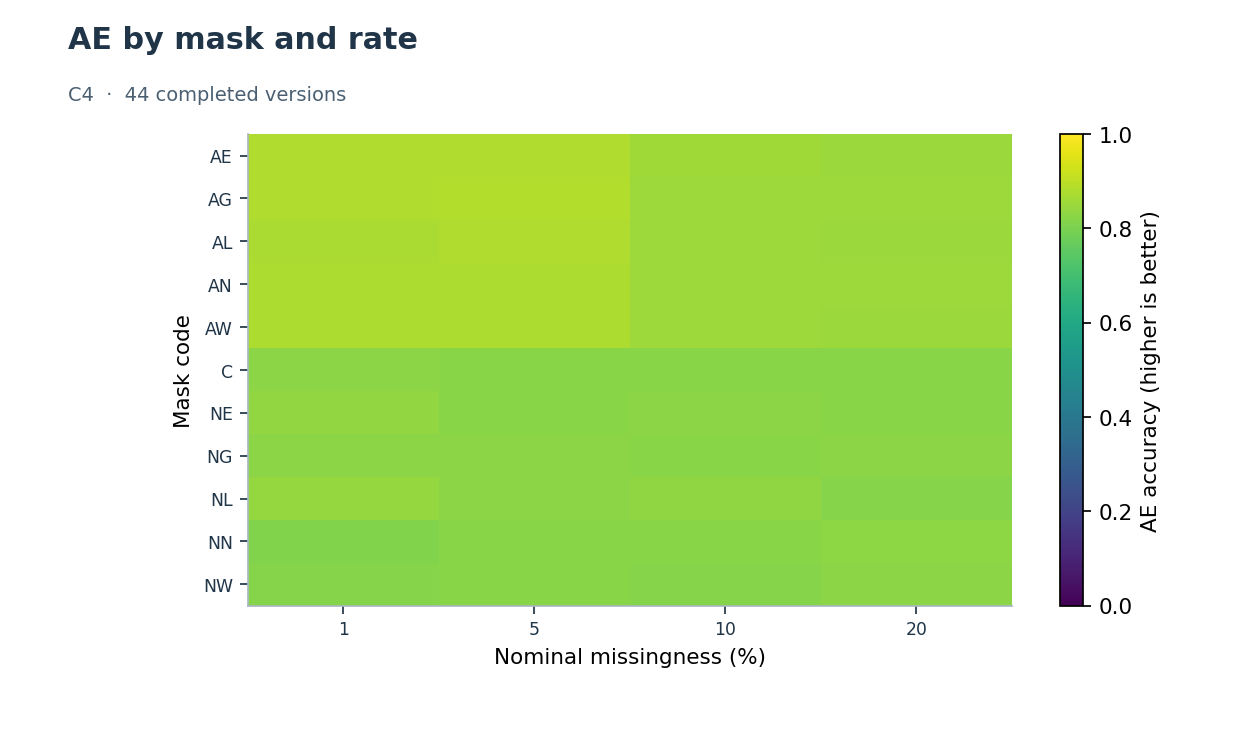 AE by mask and rate
C4 · 44 completed versions
AE
AG
AL
AN
AW
C
NE
NG
NL
NN
NW
Mask code
1 5 10 20
Nominal missingness (%)
1.0
0.8
0.6
0.4
0.2
0.0
AE accuracy (higher is better)